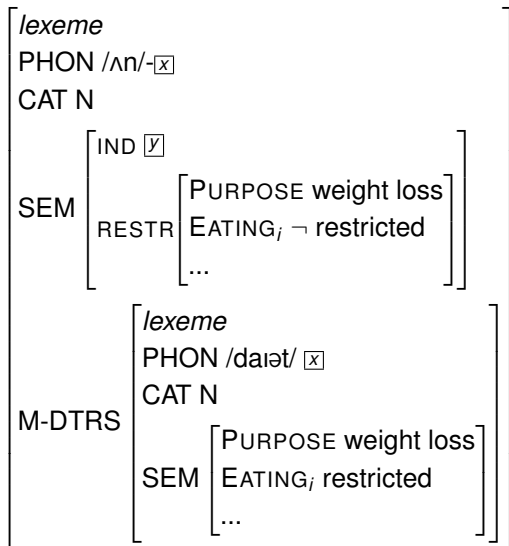 lexeme
PHON /ʌn/-x
CAT N
SEM
IND y
RESTR
PURPOSE weight loss
EATINGi ¬ restricted
...
M-DTRS
lexeme
PHON /daɪət/ x
CAT N
SEM
PURPOSE weight loss
EATINGi restricted
...